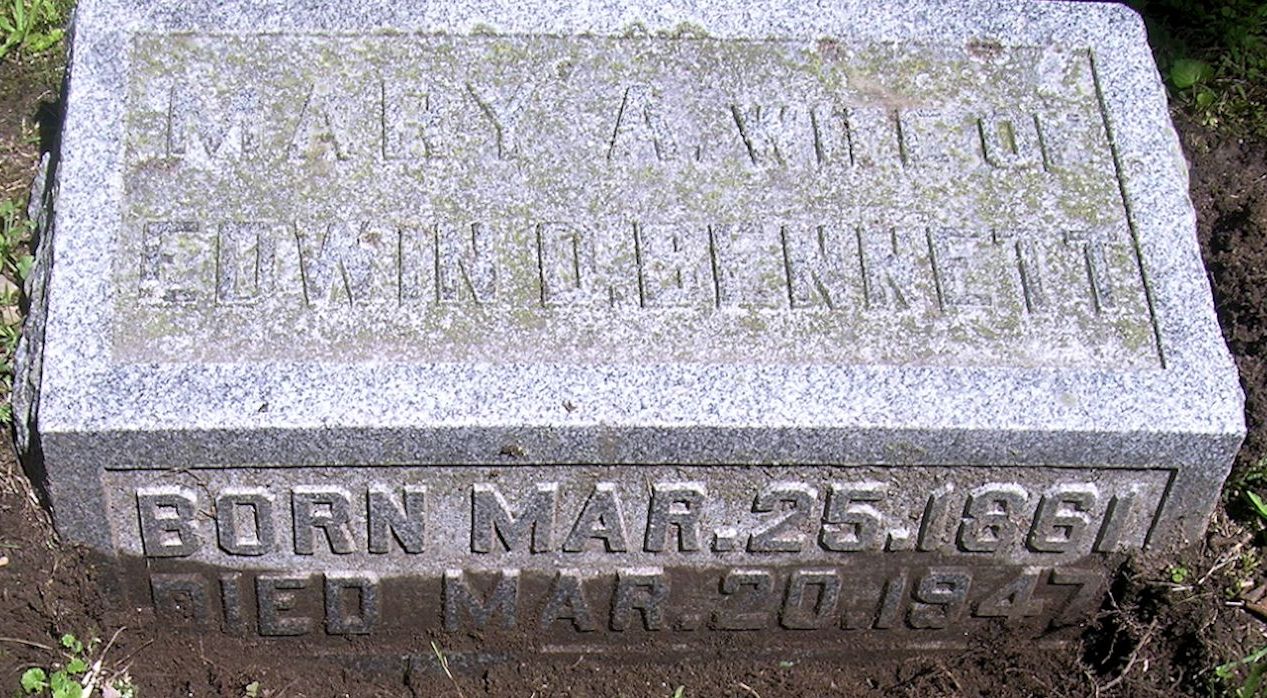 MARY A. WIFE OF
EDWIN D. BENNETT
BORN MAR. 25. 1861.
DIED MAR. 20. 1947